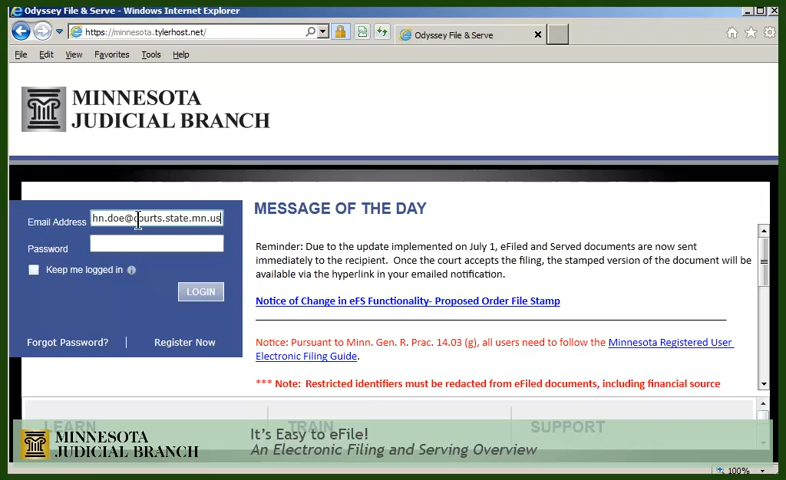 Odyssey File & Serve - Windows Internet Explorer
https://minnesota.tylerhost.net/
Odyssey File & Serve
File Edit View Favorites Tools Help
MINNESOTA
JUDICIAL BRANCH
Email Address hn.doe@courts.state.mn.us
Password
Keep me logged in
LOGIN
Forgot Password? | Register Now
MESSAGE OF THE DAY
Reminder: Due to the update implemented on July 1, eFiled and Served documents are now sent
immediately to the recipient. Once the court accepts the filing, the stamped version of the document will be
available via the hyperlink in your emailed notification.
Notice of Change in eFS Functionality- Proposed Order File Stamp
Notice: Pursuant to Minn. Gen. R. Prac. 14.03 (g), all users need to follow the Minnesota Registered User
Electronic Filing Guide.
*** Note: Restricted identifiers must be redacted from eFiled documents, including financial source
LEARN TRAIN SUPPORT
MINNESOTA
JUDICIAL BRANCH
It's Easy to eFile!
An Electronic Filing and Serving Overview
100%